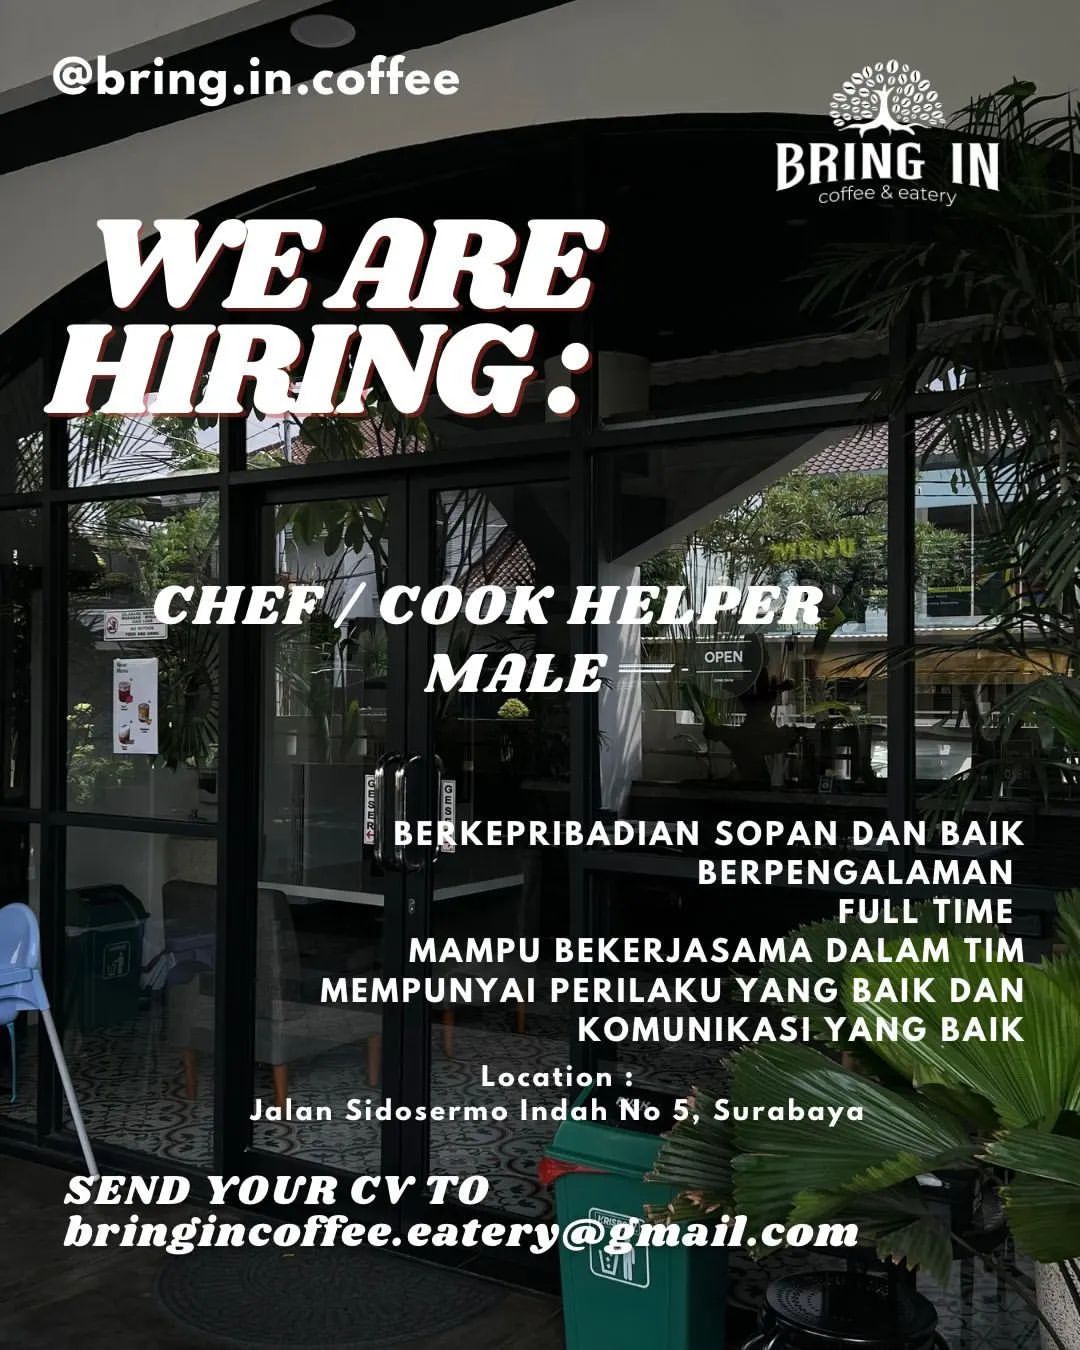 @bring.in.coffee
BRING IN
coffee & eatery
WE ARE
HIRING :
CHEF / COOK HELPER
MALE
OPEN
GESER
GESER
BERKEPRIBADIAN SOPAN DAN BAIK
BERPENGALAMAN
FULL TIME
MAMPU BEKERJASAMA DALAM TIM
MEMPUNYAI PERILAKU YANG BAIK DAN
KOMUNIKASI YANG BAIK
Location :
Jalan Sidosermo Indah No 5, Surabaya
SEND YOUR CV TO
bringincoffee.eatery@gmail.com